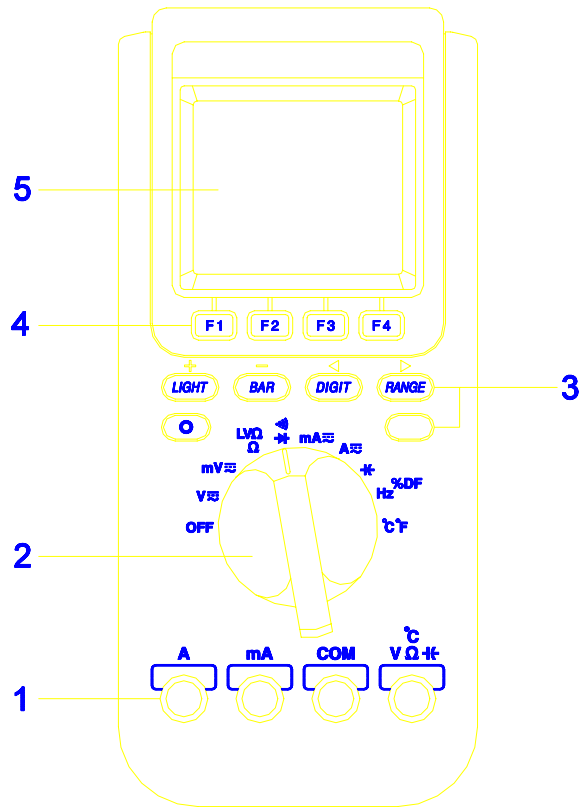 5
4
F1 F2 F3 F4
+ −
LIGHT BAR DIGIT RANGE
3
O
LVΩ
Ω
mA
A
mV
%DF
Hz
V
OFF
°C°F
2
°C
A mA COM V Ω
1